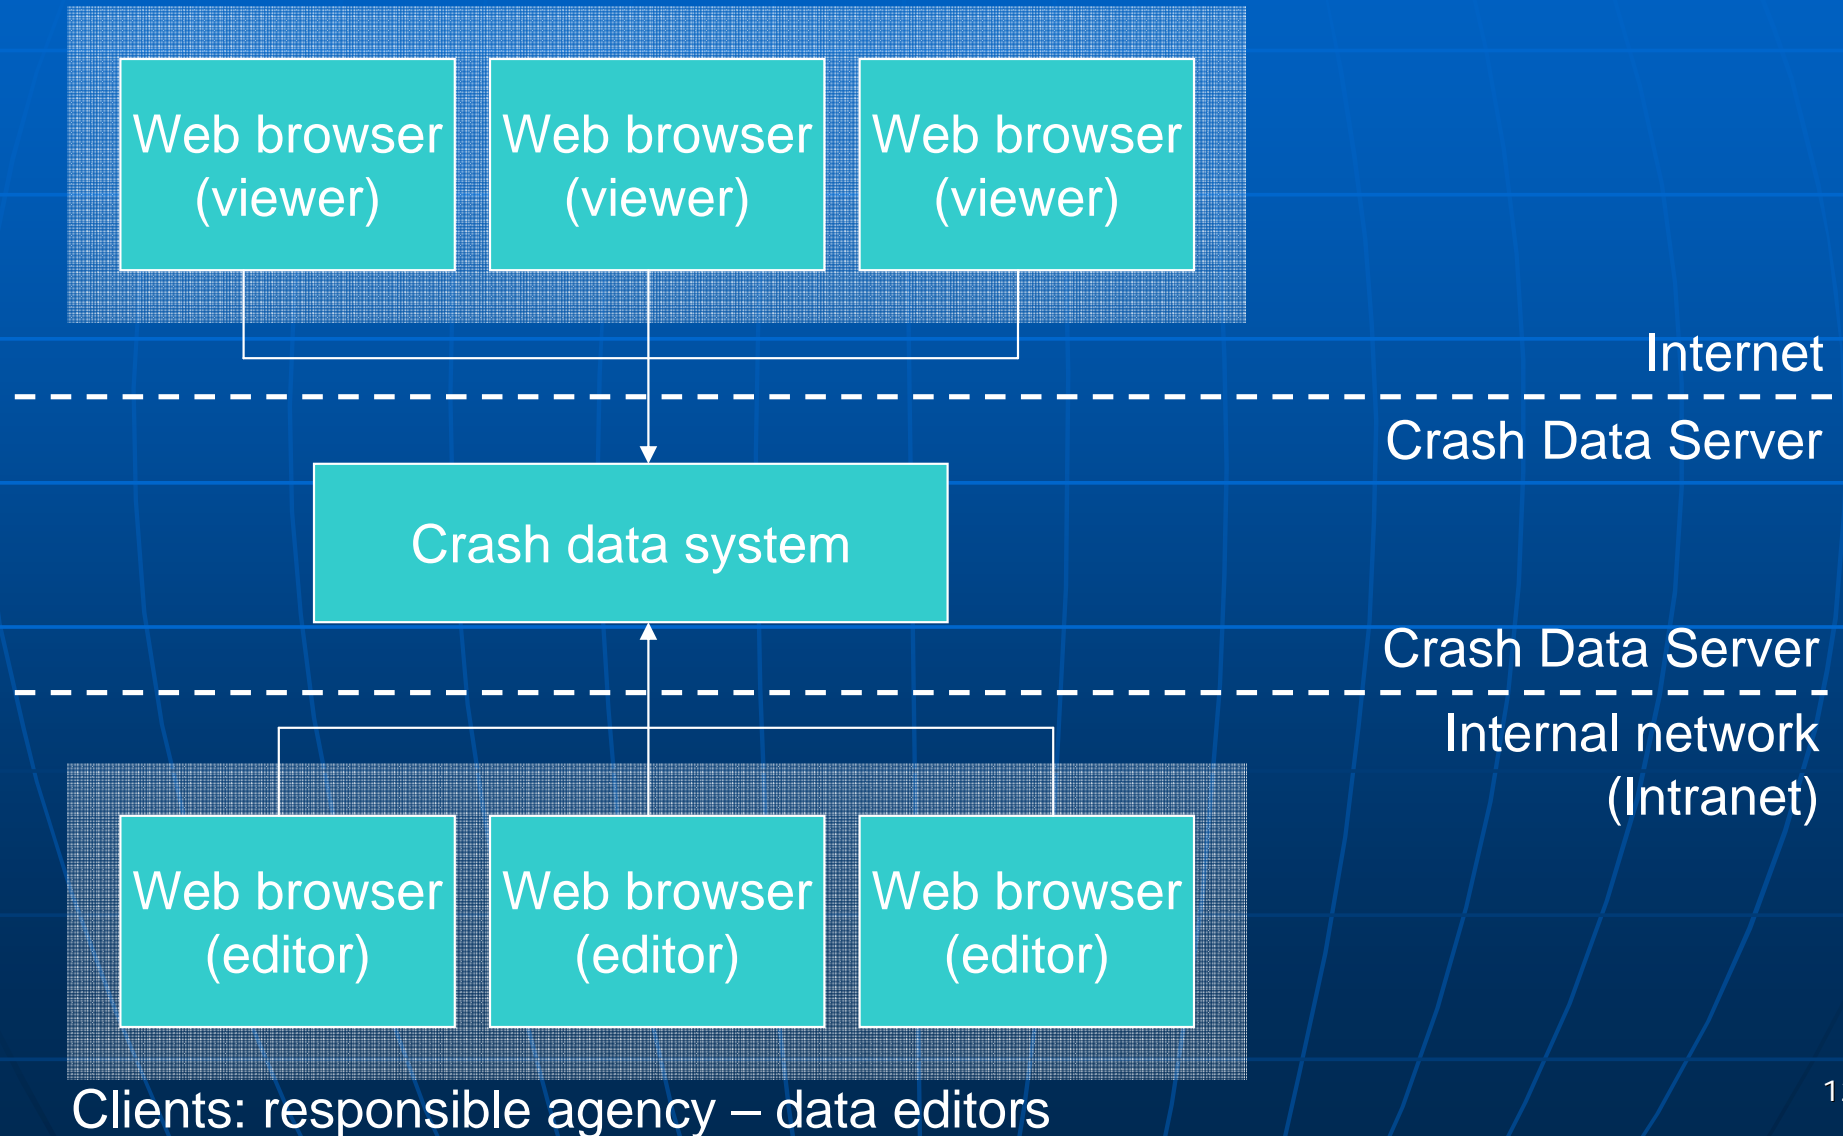 Web browser
(viewer)
Web browser
(viewer)
Web browser
(viewer)
Internet
Crash Data Server
Crash data system
Crash Data Server
Internal network
(Intranet)
Web browser
(editor)
Web browser
(editor)
Web browser
(editor)
Clients: responsible agency – data editors